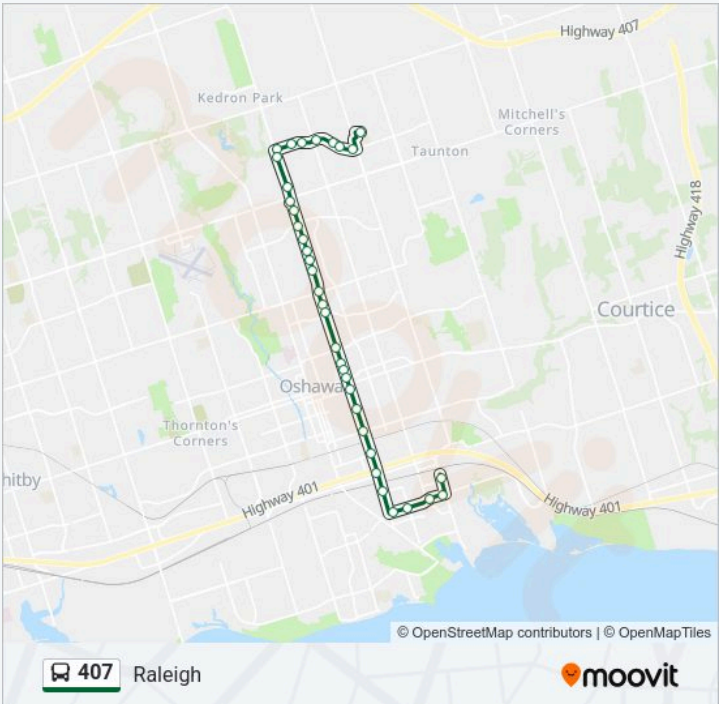 Highway 407
Kedron Park
Mitchell's
Corners
Taunton
Highway 418
Courtice
Oshawa
Thornton's
Corners
hitby
Highway 401
Highway 401
© OpenStreetMap contributors | © OpenMapTiles
407 Raleigh
moovit